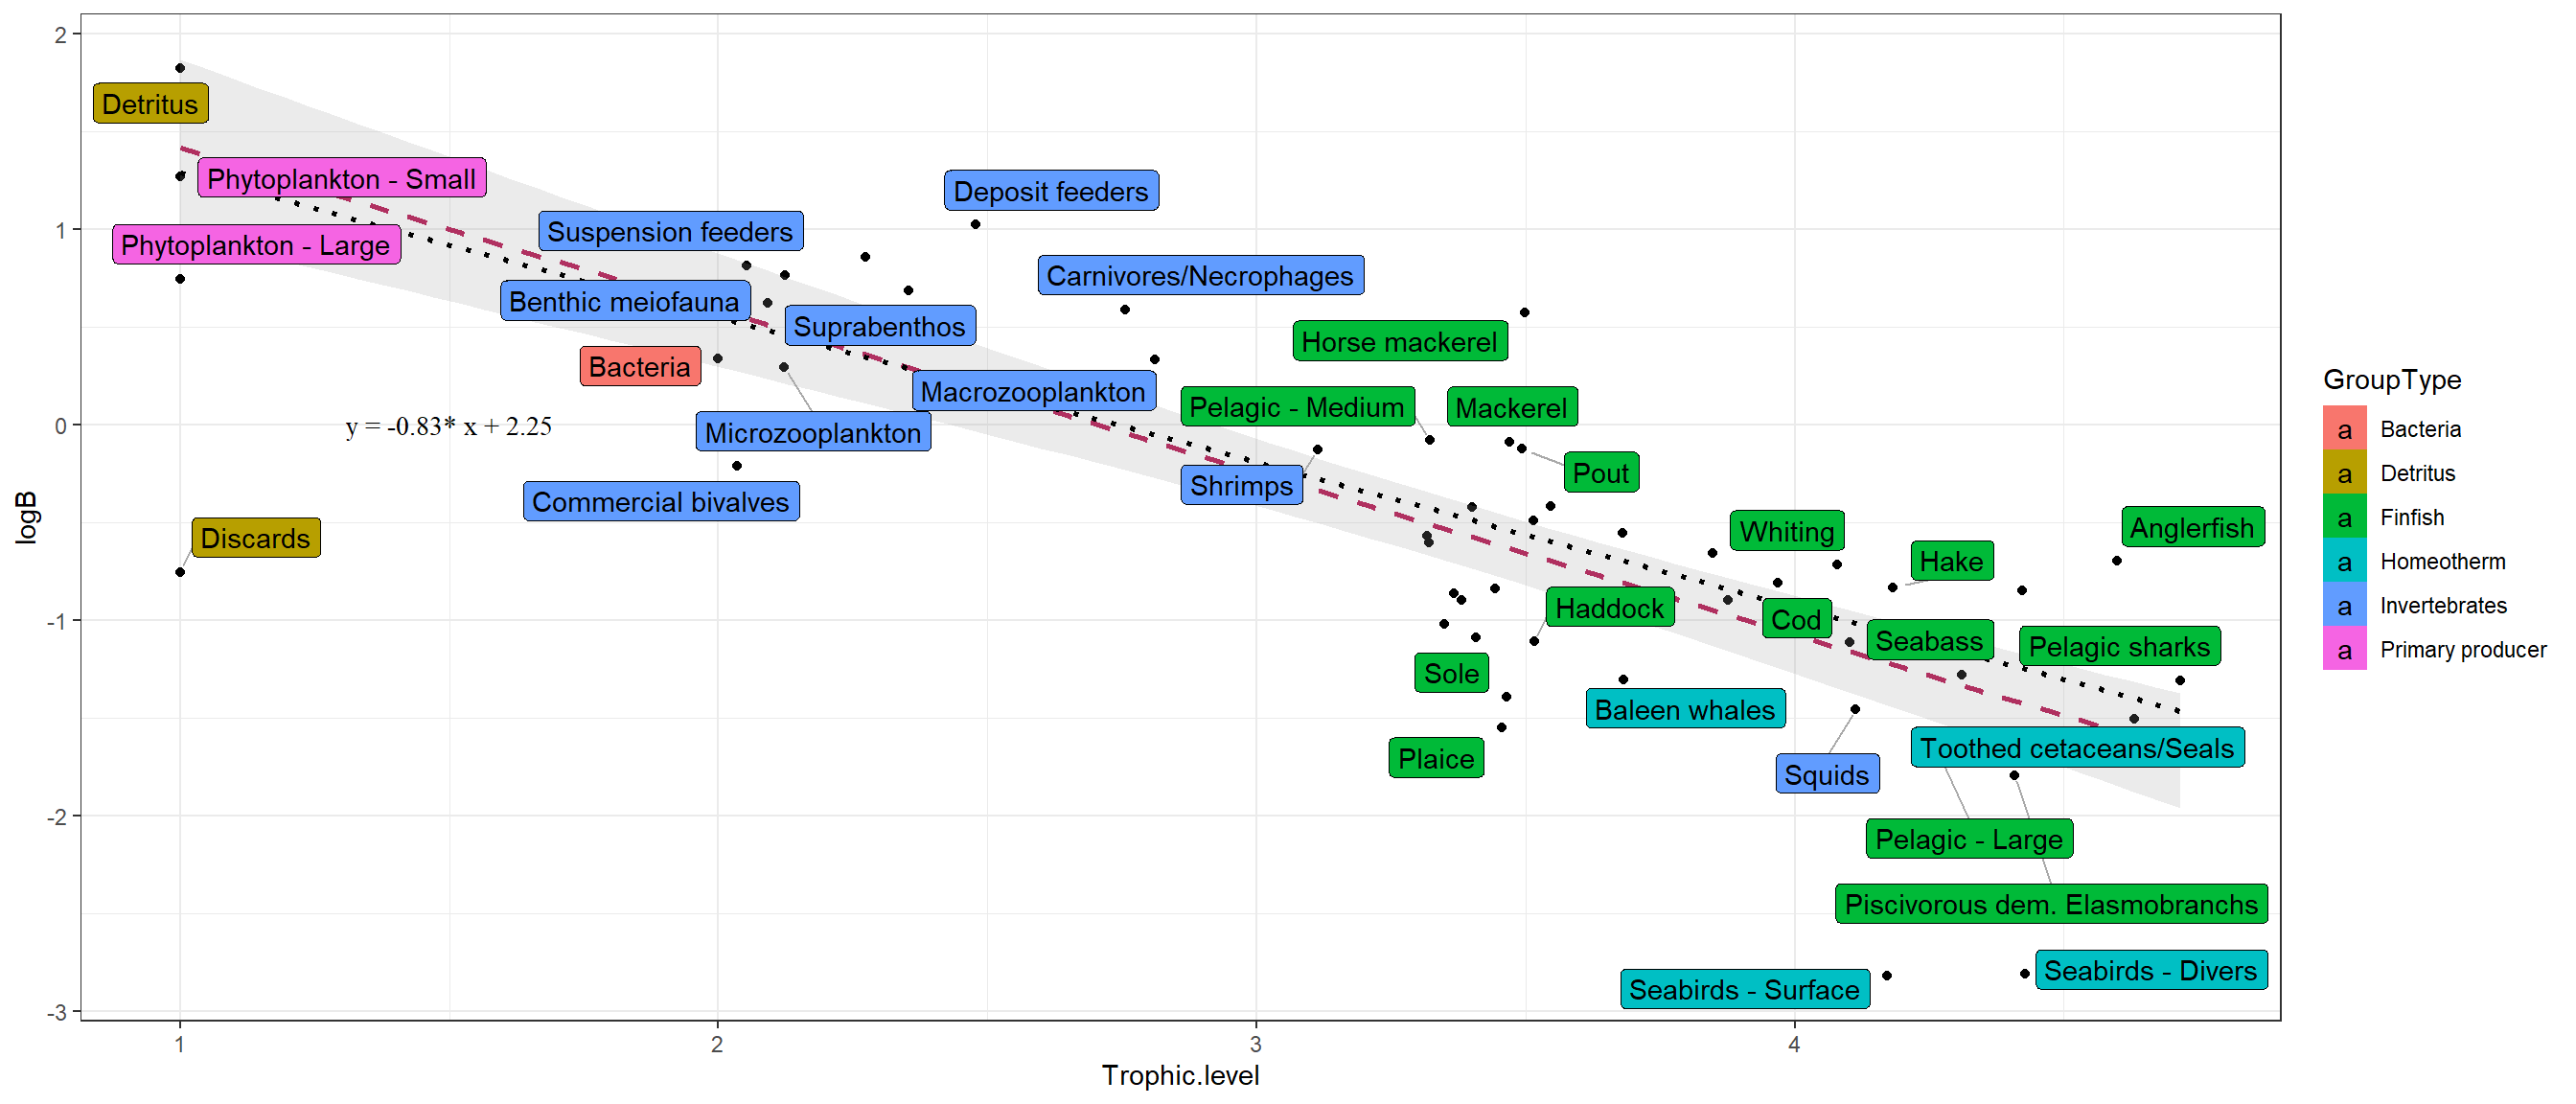 2
1
0
-1
-2
-3
logB
Detritus
Phytoplankton - Small
Deposit feeders
Suspension feeders
Phytoplankton - Large
Carnivores/Necrophages
Benthic meiofauna
Suprabenthos
Horse mackerel
Bacteria
Macrozooplankton
Pelagic - Medium
Mackerel
y = -0.83* x + 2.25
Microzooplankton
Pout
Shrimps
Commercial bivalves
Anglerfish
Whiting
Discards
Hake
Haddock
Cod
Seabass
Pelagic sharks
Sole
Baleen whales
Toothed cetaceans/Seals
Plaice
Squids
Pelagic - Large
Piscivorous dem. Elasmobranchs
Seabirds - Divers
Seabirds - Surface
1
2
3
4
Trophic.level
GroupType
a Bacteria
a Detritus
a Finfish
a Homeotherm
a Invertebrates
a Primary producer